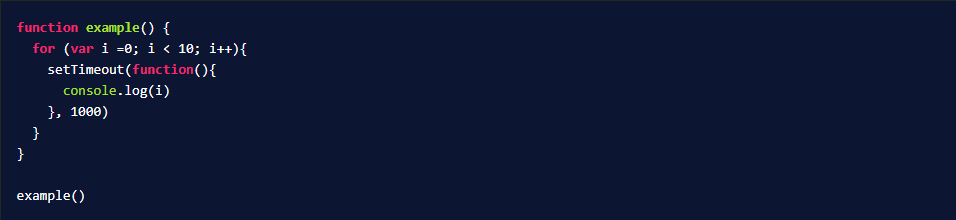 function example() {
  for (var i =0; i < 10; i++){
    setTimeout(function(){
      console.log(i)
    }, 1000)
  }
}

example()